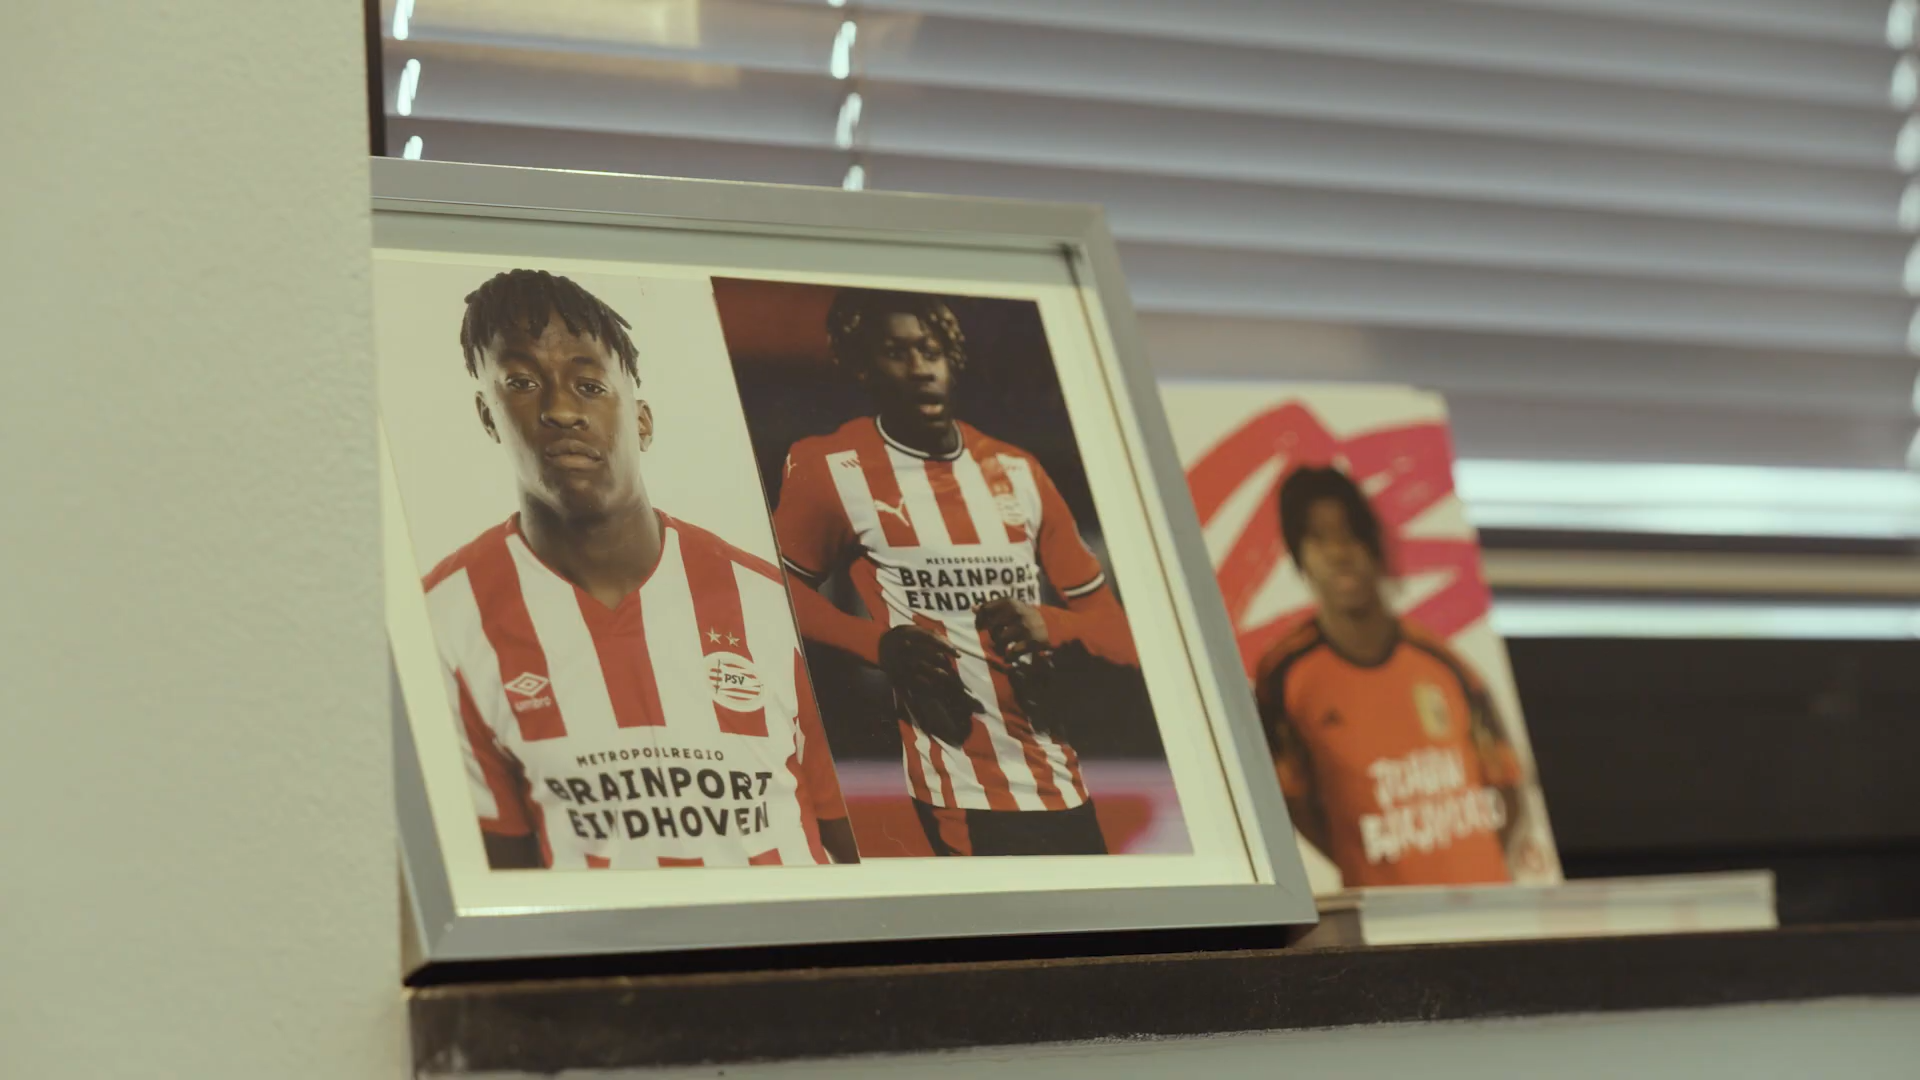 umbro
PSV
METROPOOLREGIO
BRAINPORT
EINDHOVEN
METROPOOLREGIO
BRAINPORT
EINDHOVEN